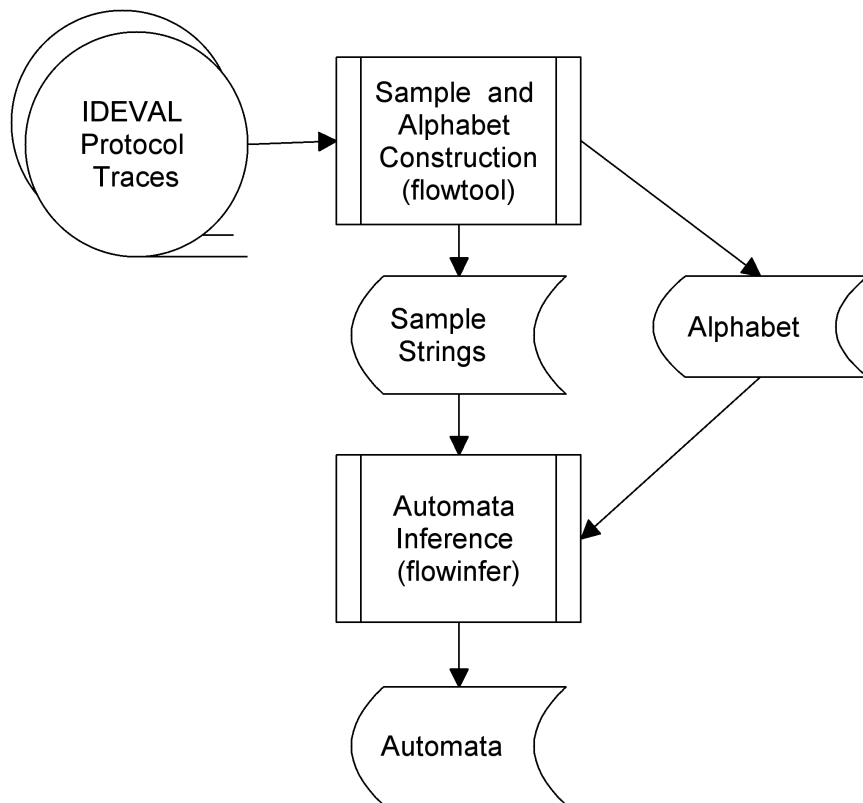 IDEVAL
Protocol
Traces
Sample and
Alphabet
Construction
(flowtool)
Sample
Strings
Alphabet
Automata
Inference
(flowinfer)
Automata